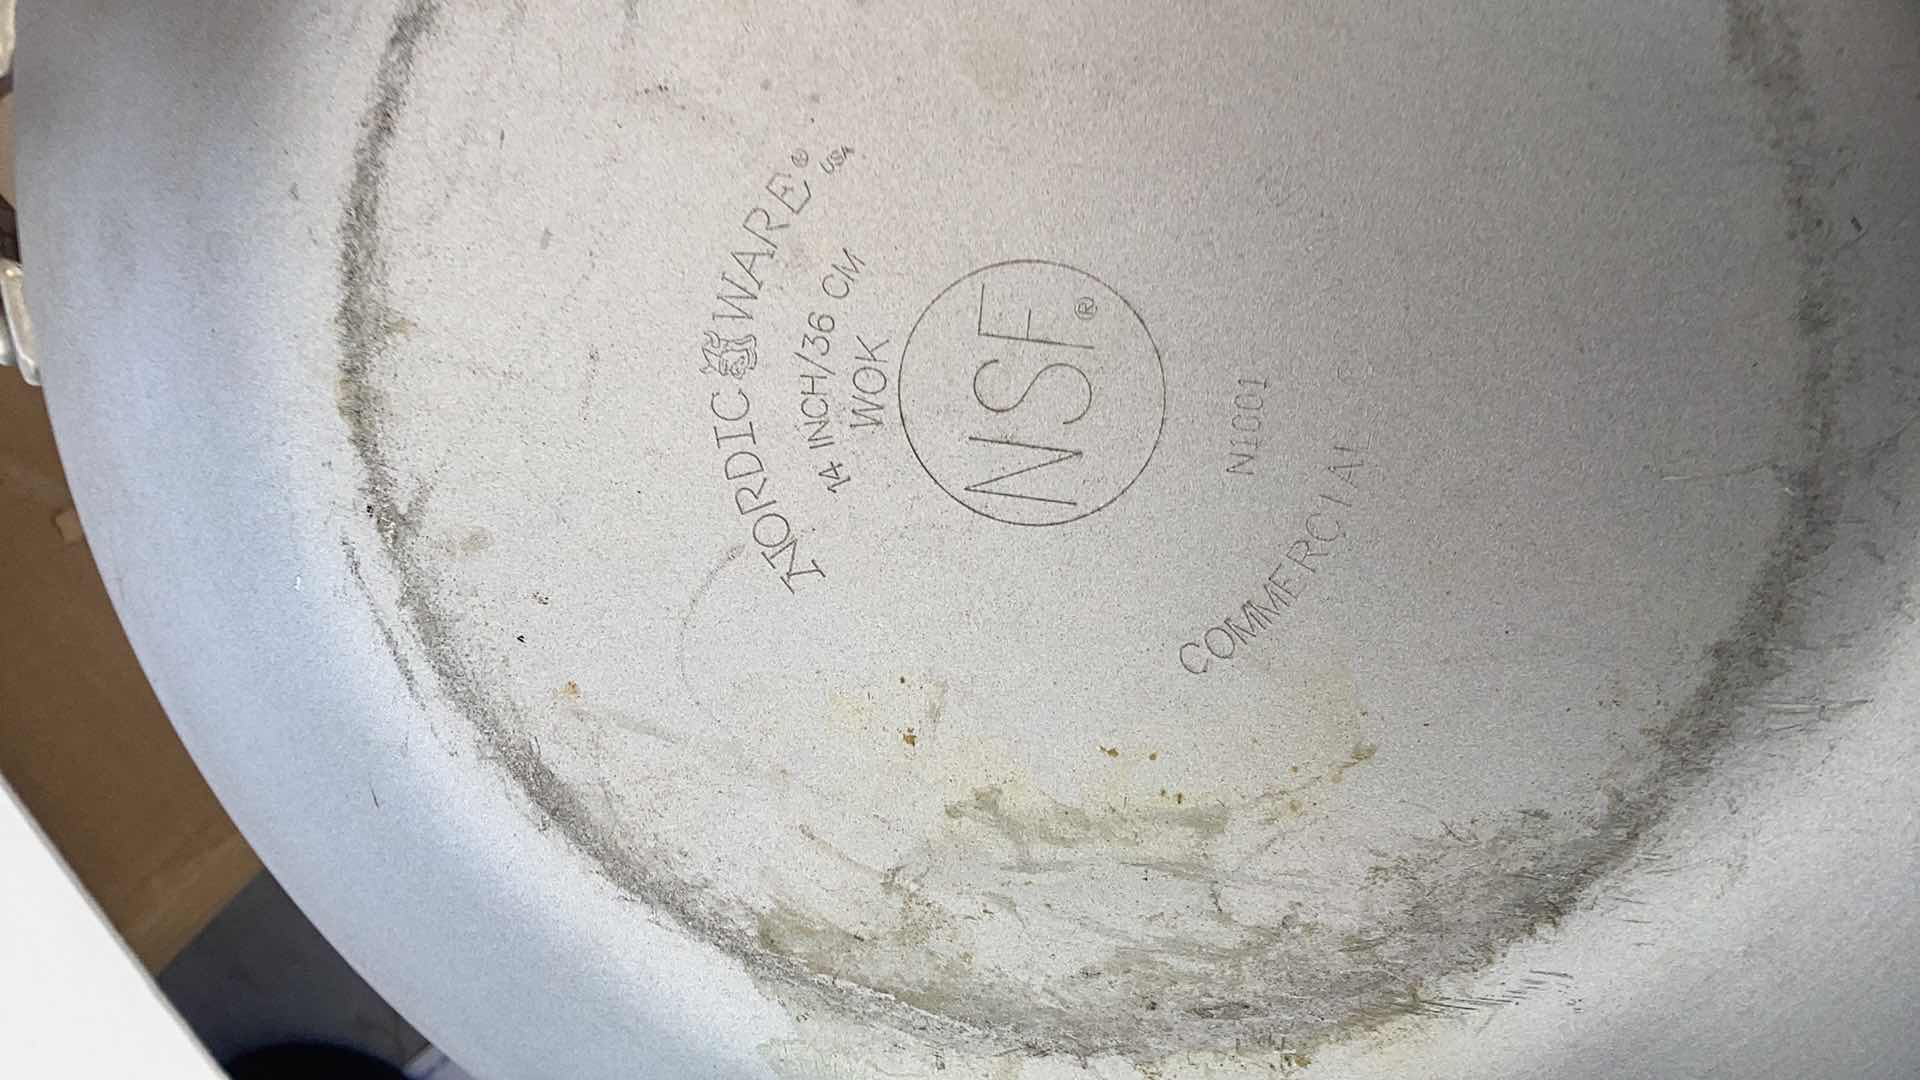 NORDIC WARE® USA
14 INCH/36 CM
WOK
NSF®
N1001
COMMERCIAL